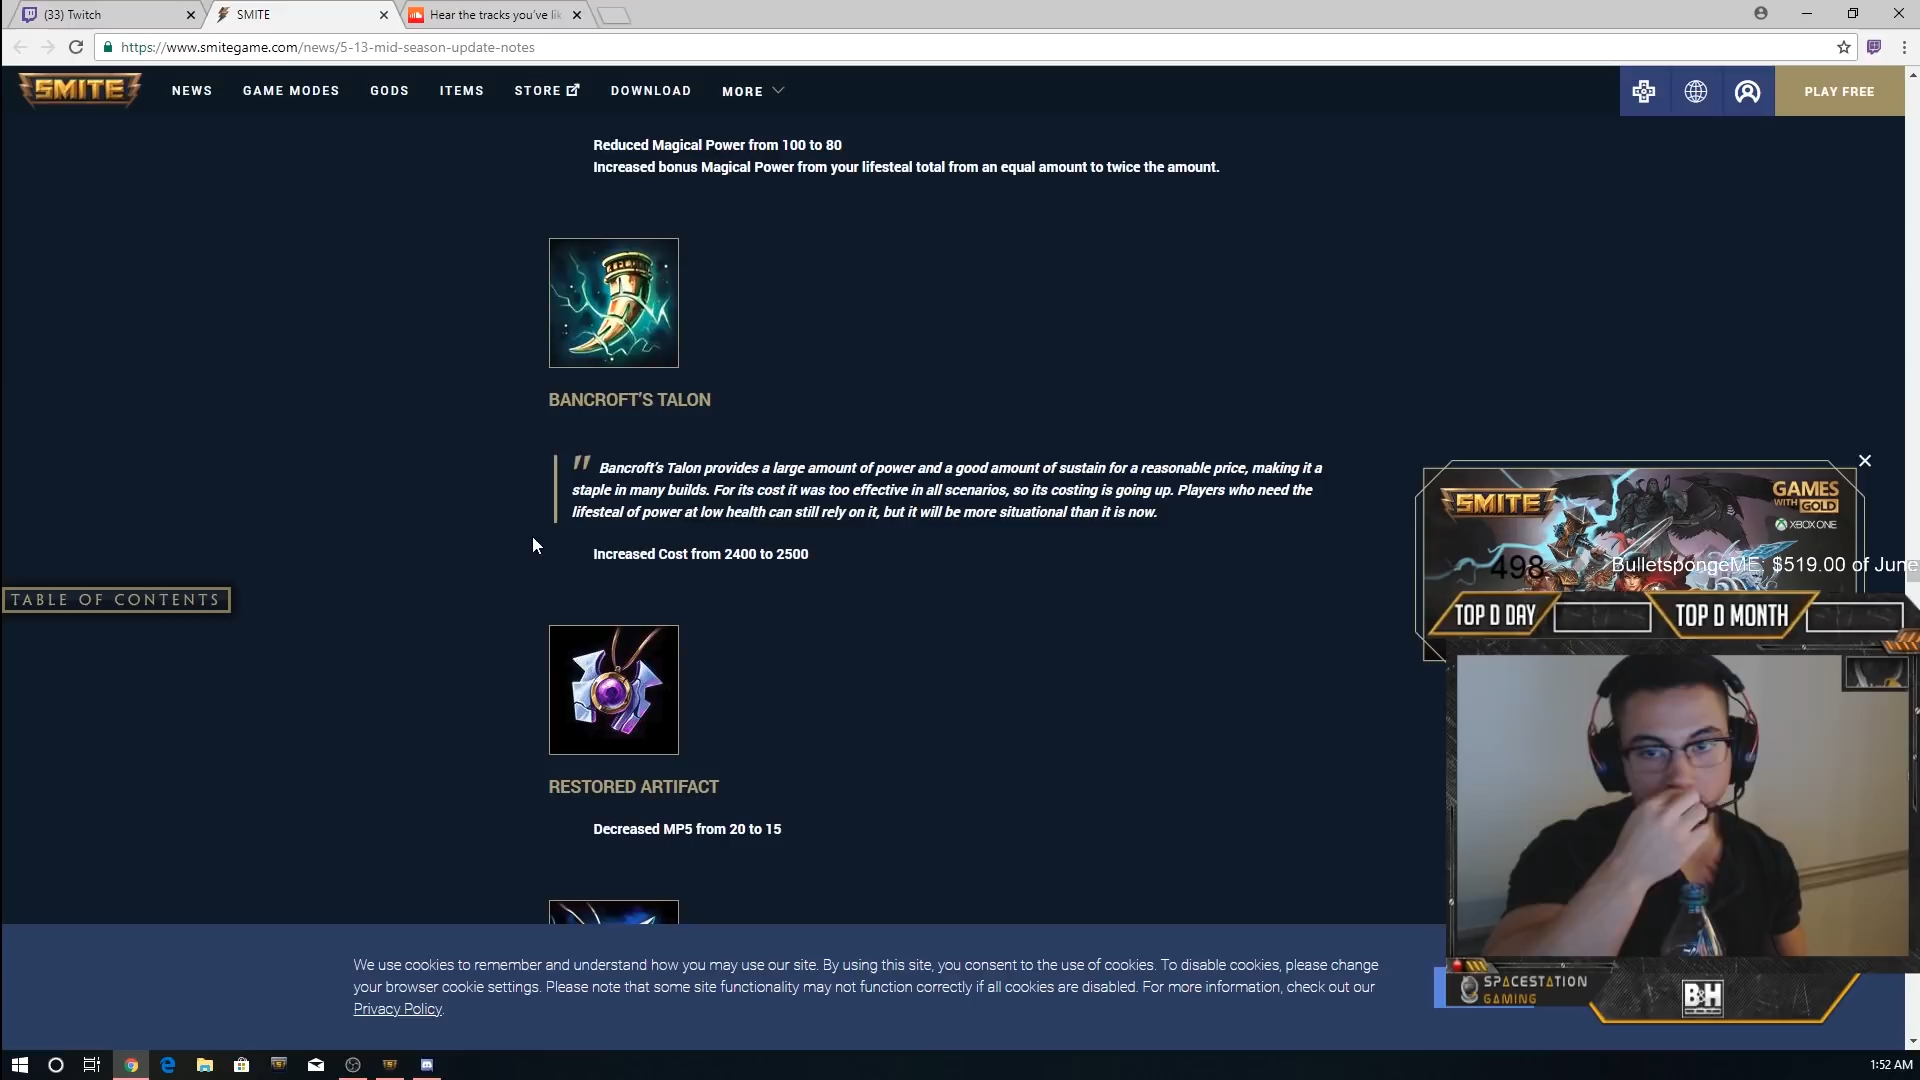 (33) Twitch
SMITE
Hear the tracks you've lik
https://www.smitegame.com/news/5-13-mid-season-update-notes
SMITE
NEWS
GAME MODES
GODS
ITEMS
STORE
DOWNLOAD
MORE
PLAY FREE
Reduced Magical Power from 100 to 80
Increased bonus Magical Power from your lifesteal total from an equal amount to twice the amount.
BANCROFT'S TALON
" Bancroft's Talon provides a large amount of power and a good amount of sustain for a reasonable price, making it a
staple in many builds. For its cost it was too effective in all scenarios, so its costing is going up. Players who need the
lifesteal of power at low health can still rely on it, but it will be more situational than it is now.
Increased Cost from 2400 to 2500
TABLE OF CONTENTS
RESTORED ARTIFACT
Decreased MP5 from 20 to 15
SMITE
GAMES
WITH GOLD
XBOX ONE
498
BulletspongeME: $519.00 of June
TOP D DAY
TOP D MONTH
We use cookies to remember and understand how you may use our site. By using this site, you consent to the use of cookies. To disable cookies, please change
your browser cookie settings. Please note that some site functionality may not function correctly if all cookies are disabled. For more information, check out our
Privacy Policy.
SPACESTATION
GAMING
B&H
1:52 AM